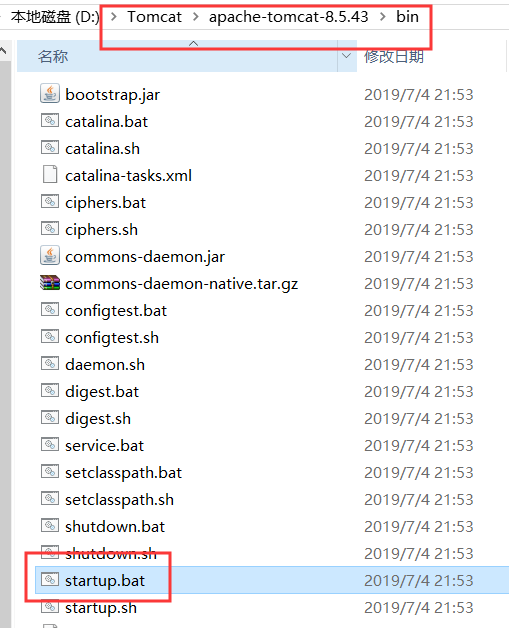 本地磁盘 (D:) > Tomcat > apache-tomcat-8.5.43 > bin
名称 修改日期
bootstrap.jar 2019/7/4 21:53
catalina.bat 2019/7/4 21:53
catalina.sh 2019/7/4 21:53
catalina-tasks.xml 2019/7/4 21:53
ciphers.bat 2019/7/4 21:53
ciphers.sh 2019/7/4 21:53
commons-daemon.jar 2019/7/4 21:53
commons-daemon-native.tar.gz 2019/7/4 21:53
configtest.bat 2019/7/4 21:53
configtest.sh 2019/7/4 21:53
daemon.sh 2019/7/4 21:53
digest.bat 2019/7/4 21:53
digest.sh 2019/7/4 21:53
service.bat 2019/7/4 21:53
setclasspath.bat 2019/7/4 21:53
setclasspath.sh 2019/7/4 21:53
shutdown.bat 2019/7/4 21:53
shutdown.sh 2019/7/4 21:53
startup.bat 2019/7/4 21:53
startup.sh 2019/7/4 21:53